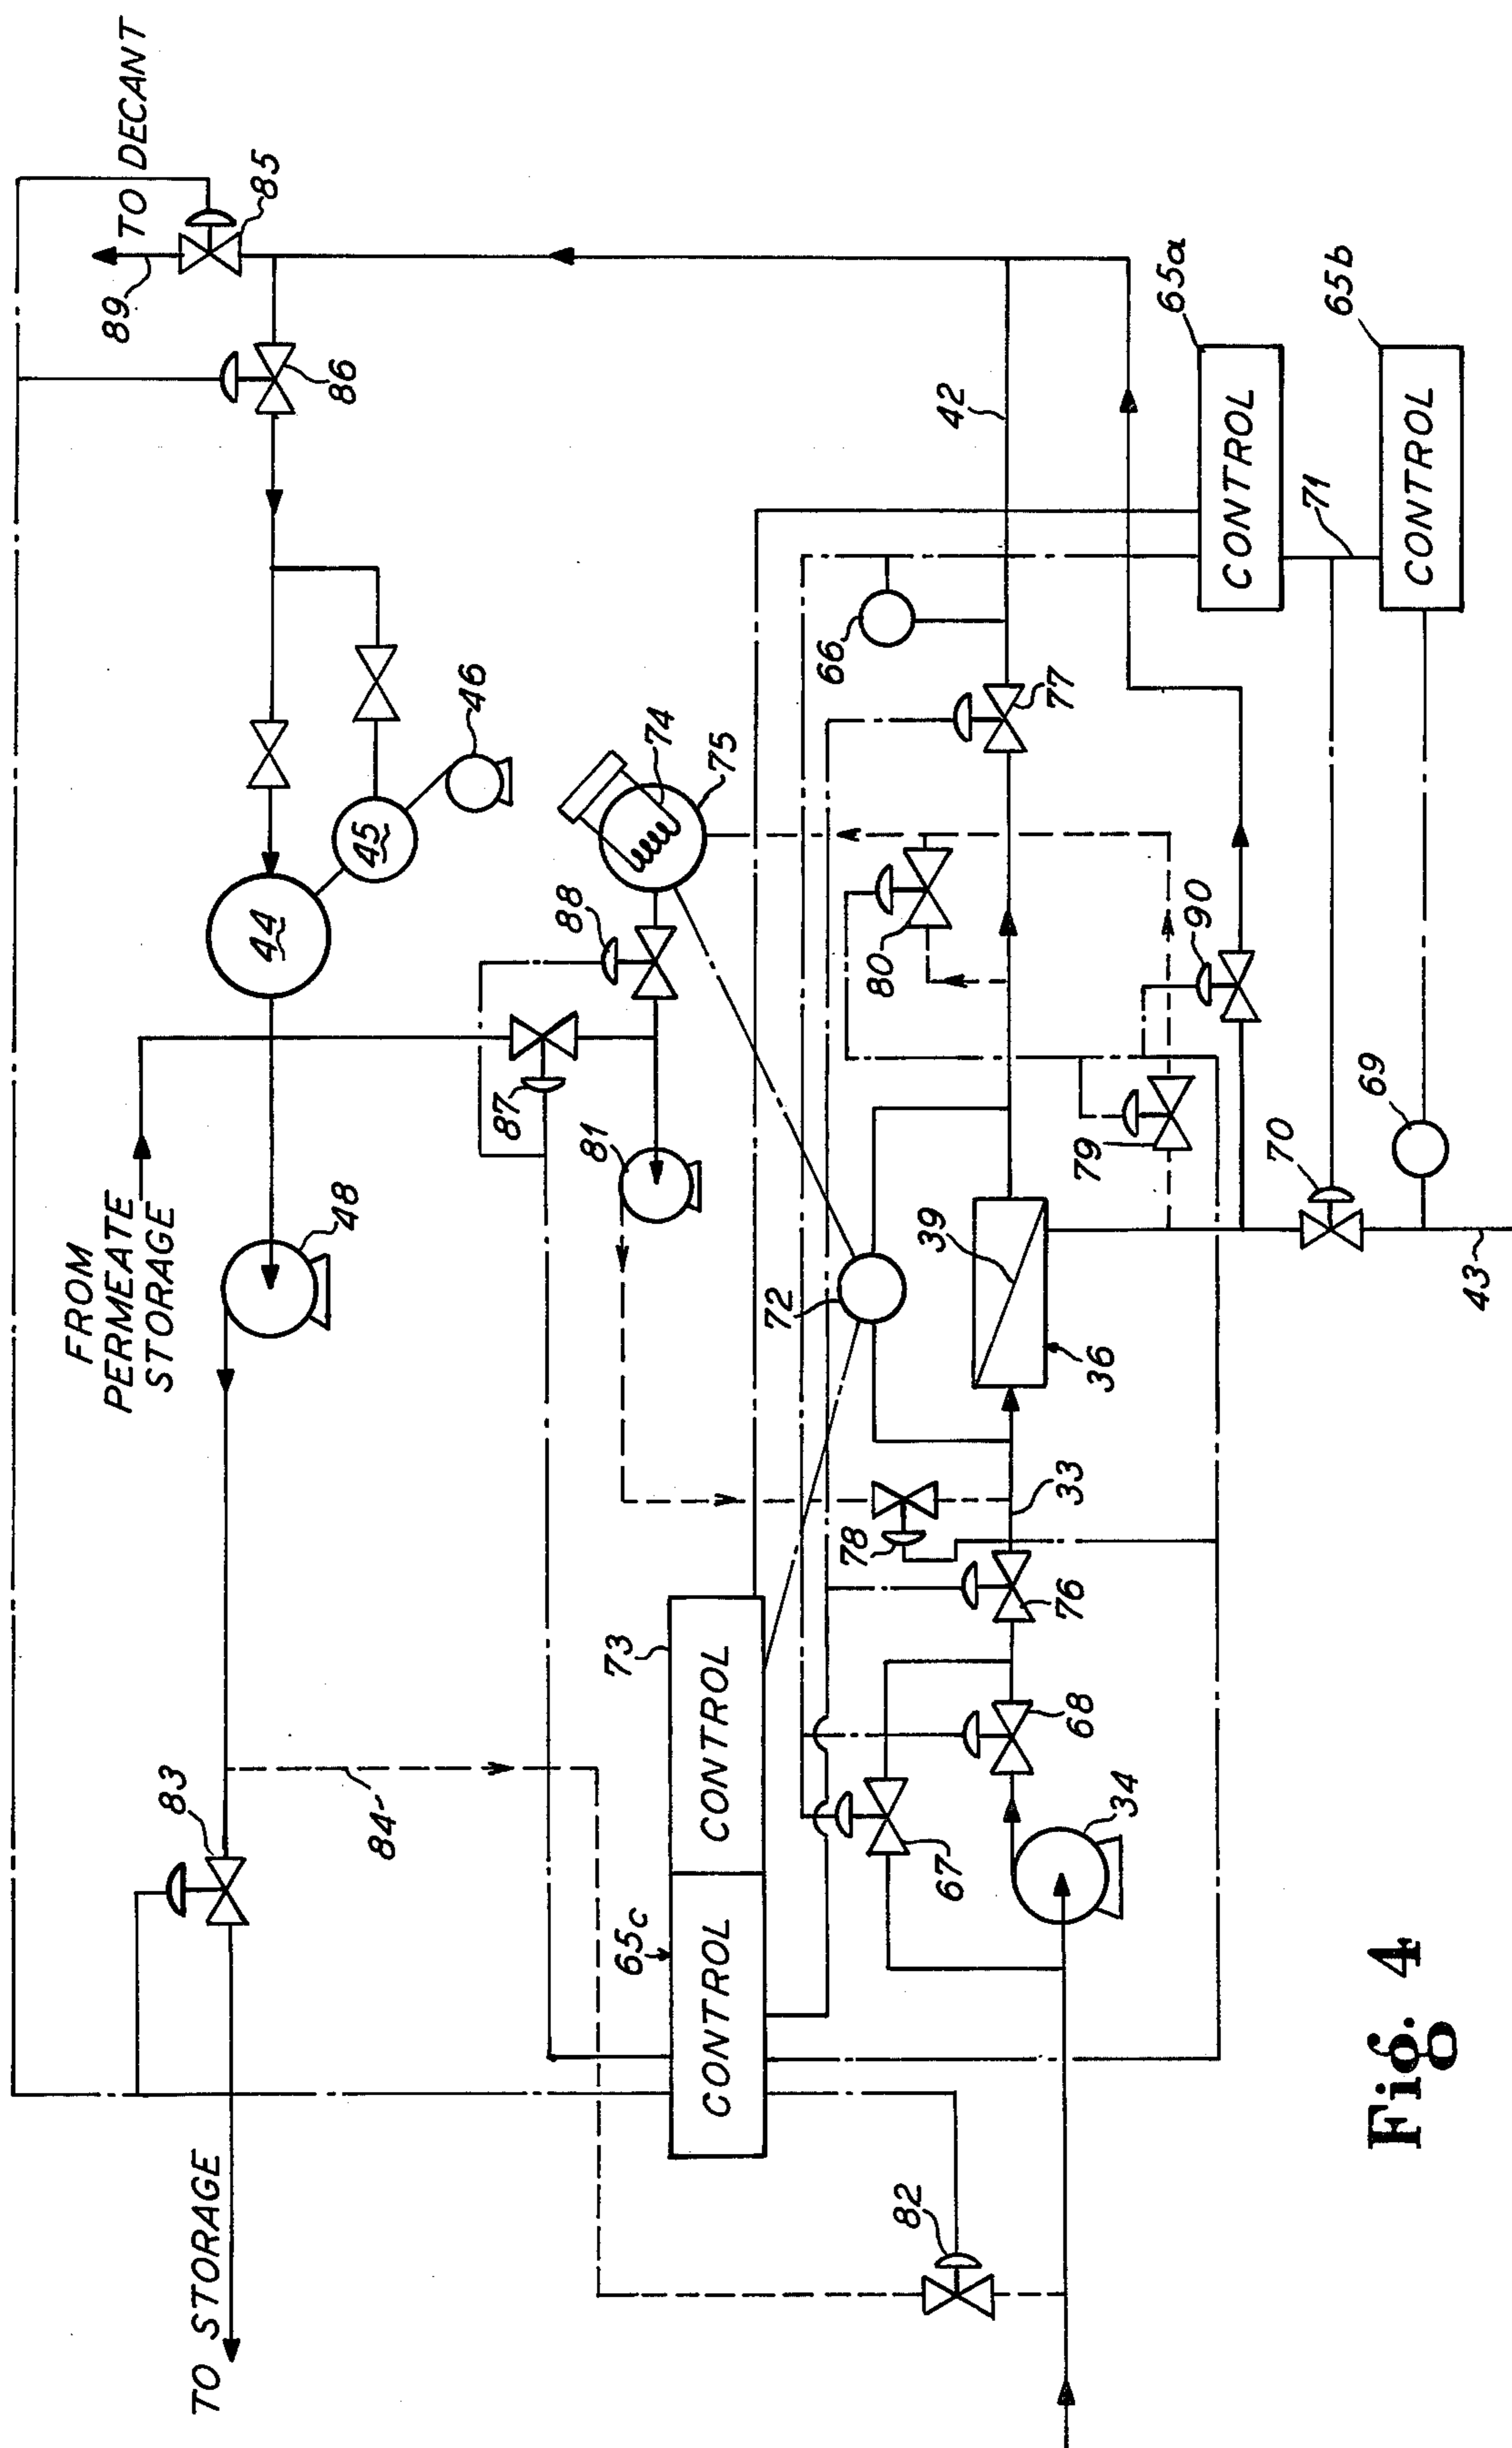 TO STORAGE
83
84
FROM
PERMEATE
STORAGE
48
44
45
46
86
89
TO DECANT
85
65c
73
CONTROL
CONTROL
81
87
88
74
75
72
66
77
42
82
67
34
68
76
78
33
36
39
79
80
90
65a
CONTROL
71
65b
CONTROL
70
69
43
Fig. 4